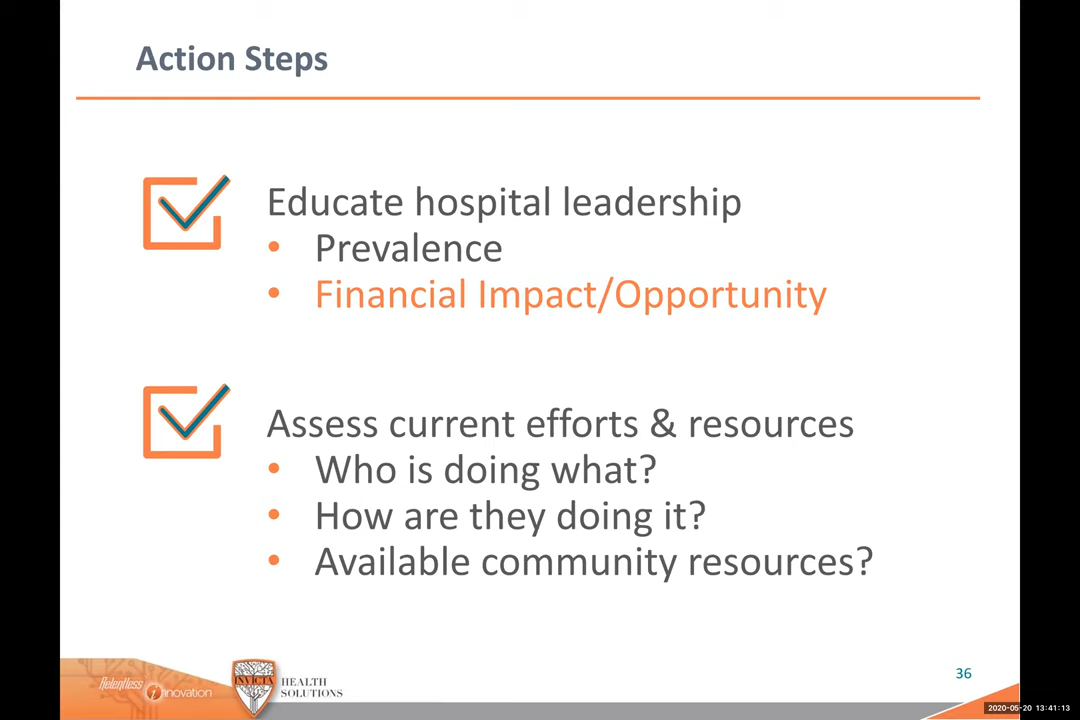 Action Steps
Educate hospital leadership
• Prevalence
• Financial Impact/Opportunity
Assess current efforts & resources
• Who is doing what?
• How are they doing it?
• Available community resources?
Relentless innovation
INVICTA
HEALTH
SOLUTIONS
36
2020-05-20 13:41:13